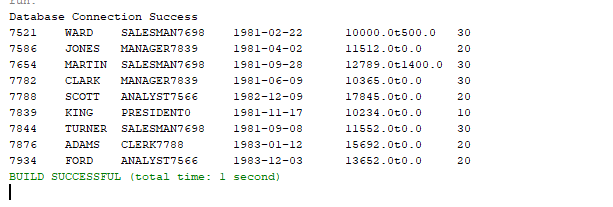 run:
Database Connection Success
7521 WARD SALESMAN7698 1981-02-22 10000.0t500.0 30
7586 JONES MANAGER7839 1981-04-02 11512.0t0.0 20
7654 MARTIN SALESMAN7698 1981-09-28 12789.0t1400.0 30
7782 CLARK MANAGER7839 1981-06-09 10365.0t0.0 30
7788 SCOTT ANALYST7566 1982-12-09 17845.0t0.0 20
7839 KING PRESIDENT0 1981-11-17 10234.0t0.0 10
7844 TURNER SALESMAN7698 1981-09-08 11552.0t0.0 30
7876 ADAMS CLERK7788 1983-01-12 15692.0t0.0 20
7934 FORD ANALYST7566 1983-12-03 13652.0t0.0 20
BUILD SUCCESSFUL (total time: 1 second)